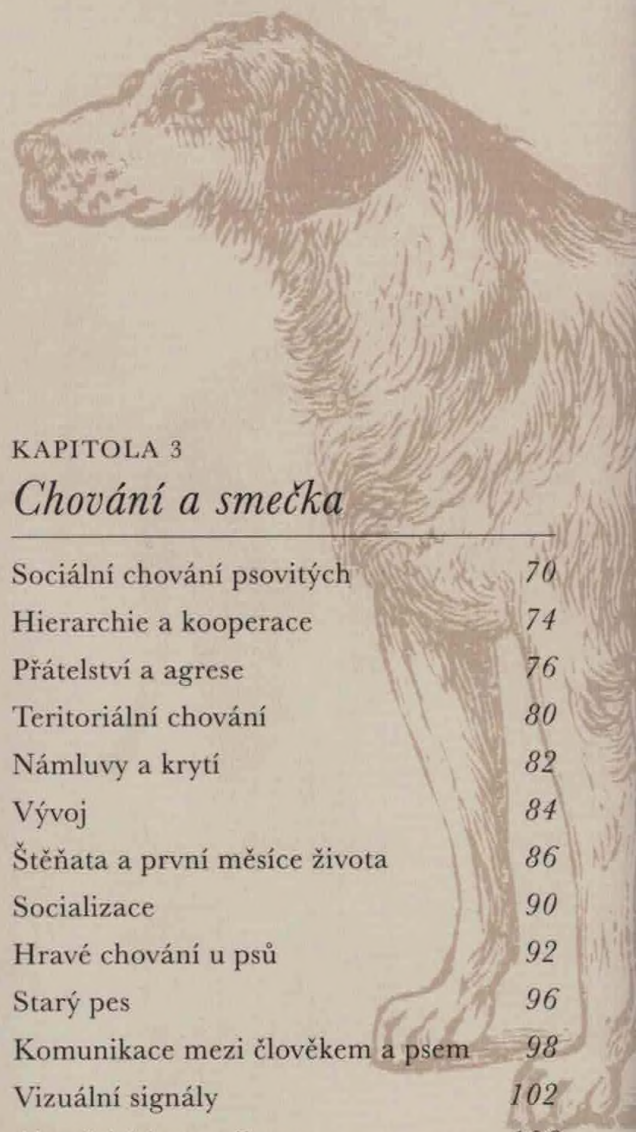 KAPITOLA 3
Chování a smečka
Sociální chování psovitých 70
Hierarchie a kooperace 74
Přátelství a agrese 76
Teritoriální chování 80
Námluvy a krytí 82
Vývoj 84
Štěňata a první měsíce života 86
Socializace 90
Hravé chování u psů 92
Starý pes 96
Komunikace mezi člověkem a psem 98
Vizuální signály 102